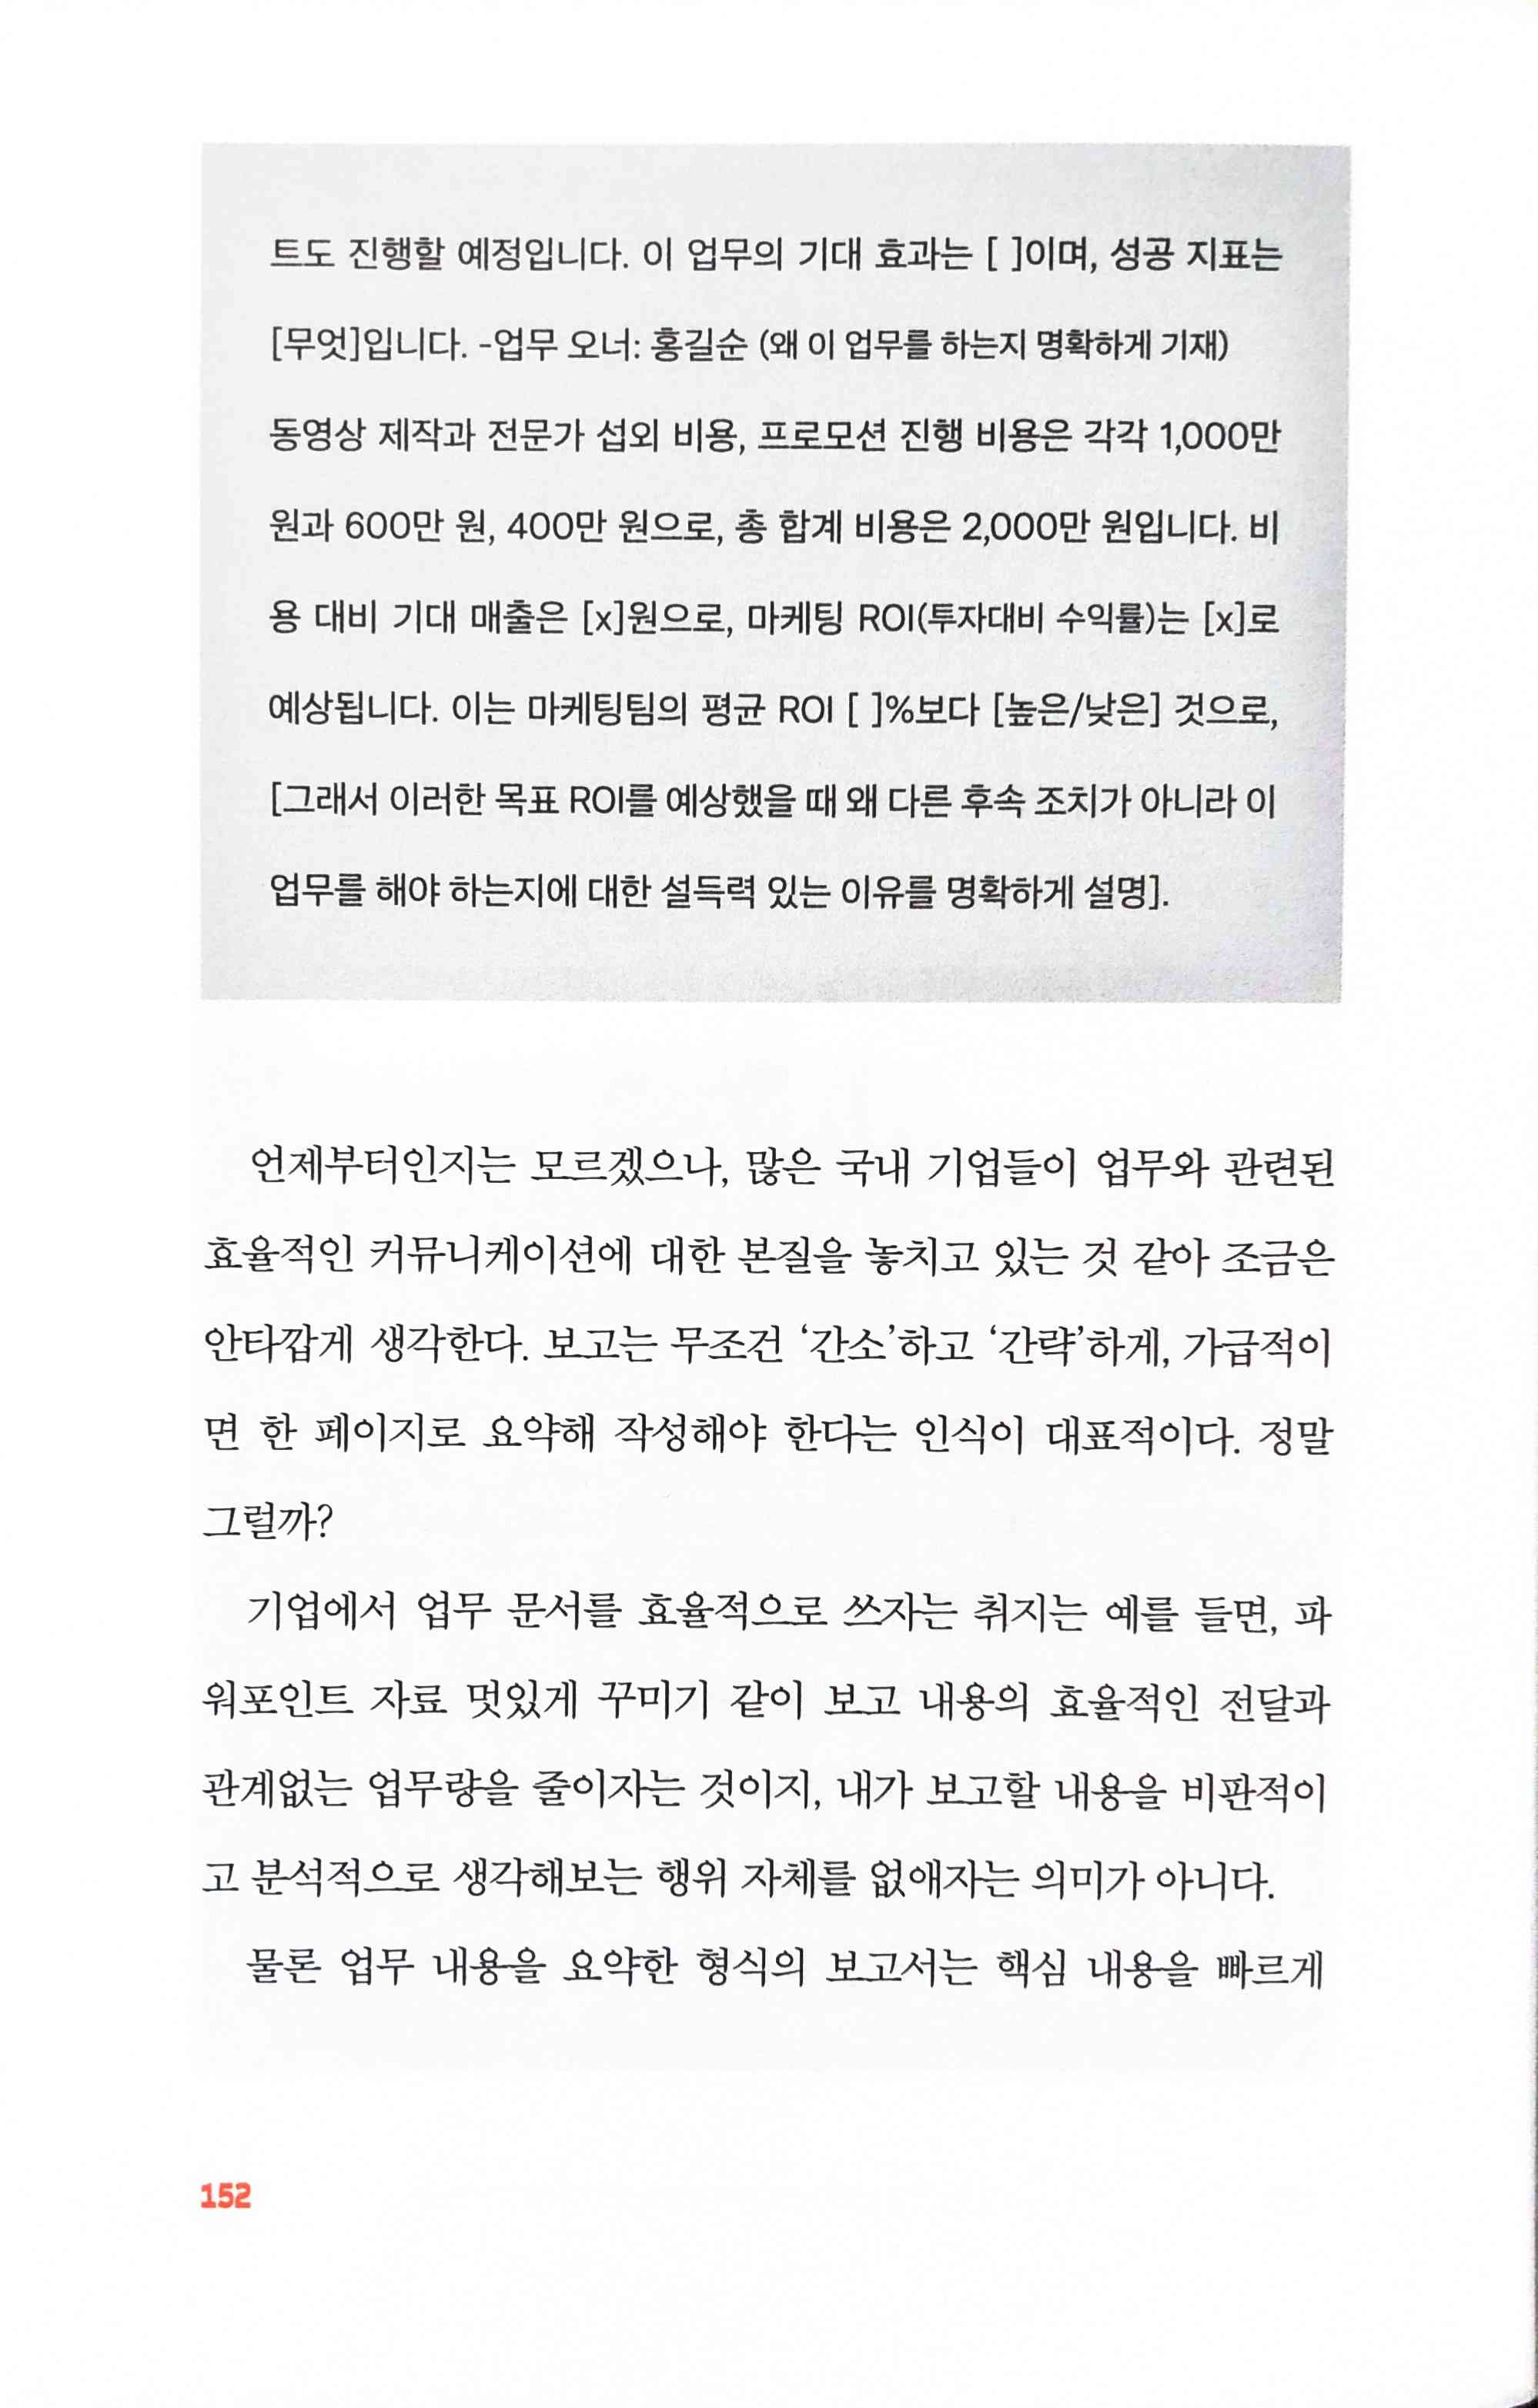 트도 진행할 예정입니다. 이 업무의 기대 효과는 [ ]이며, 성공 지표는
[무엇]입니다. -업무 오너: 홍길순 (왜 이 업무를 하는지 명확하게 기재)
동영상 제작과 전문가 섭외 비용, 프로모션 진행 비용은 각각 1,000만
원과 600만 원, 400만 원으로, 총 합계 비용은 2,000만 원입니다. 비
용 대비 기대 매출은 [x]원으로, 마케팅 ROI(투자대비 수익률)는 [x]로
예상됩니다. 이는 마케팅팀의 평균 ROI [ ]%보다 [높은/낮은] 것으로,
[그래서 이러한 목표 ROI를 예상했을 때 왜 다른 후속 조치가 아니라 이
업무를 해야 하는지에 대한 설득력 있는 이유를 명확하게 설명].
언제부터인지는 모르겠으나, 많은 국내 기업들이 업무와 관련된
효율적인 커뮤니케이션에 대한 본질을 놓치고 있는 것 같아 조금은
안타깝게 생각한다. 보고는 무조건 ‘간소’하고 ‘간략’하게, 가급적이
면 한 페이지로 요약해 작성해야 한다는 인식이 대표적이다. 정말
그럴까?
기업에서 업무 문서를 효율적으로 쓰자는 취지는 예를 들면, 파
워포인트 자료 멋있게 꾸미기 같이 보고 내용의 효율적인 전달과
관계없는 업무량을 줄이자는 것이지, 내가 보고할 내용을 비판적이
고 분석적으로 생각해보는 행위 자체를 없애자는 의미가 아니다.
물론 업무 내용을 요약한 형식의 보고서는 핵심 내용을 빠르게
152